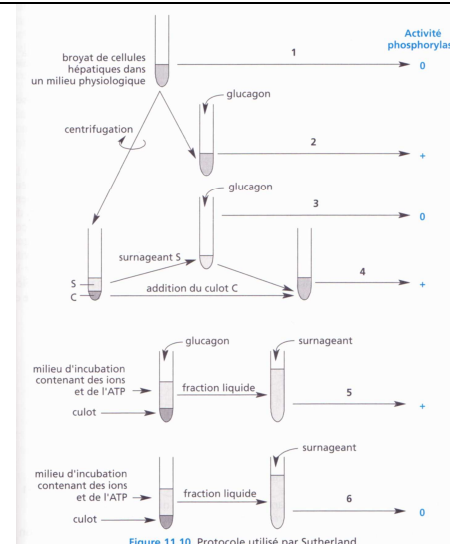 Activité
phosphorylas
1
0
broyat de cellules
hépatiques dans
un milieu physiologique
glucagon
centrifugation
2
+
glucagon
3
0
surnageant S
S
C
addition du culot C
4
+
glucagon
surnageant
milieu d'incubation
contenant des ions
et de l'ATP
fraction liquide
culot
5
+
surnageant
milieu d'incubation
contenant des ions
et de l'ATP
fraction liquide
culot
6
0
Figure 11.10 Protocole utilisé par Sutherland